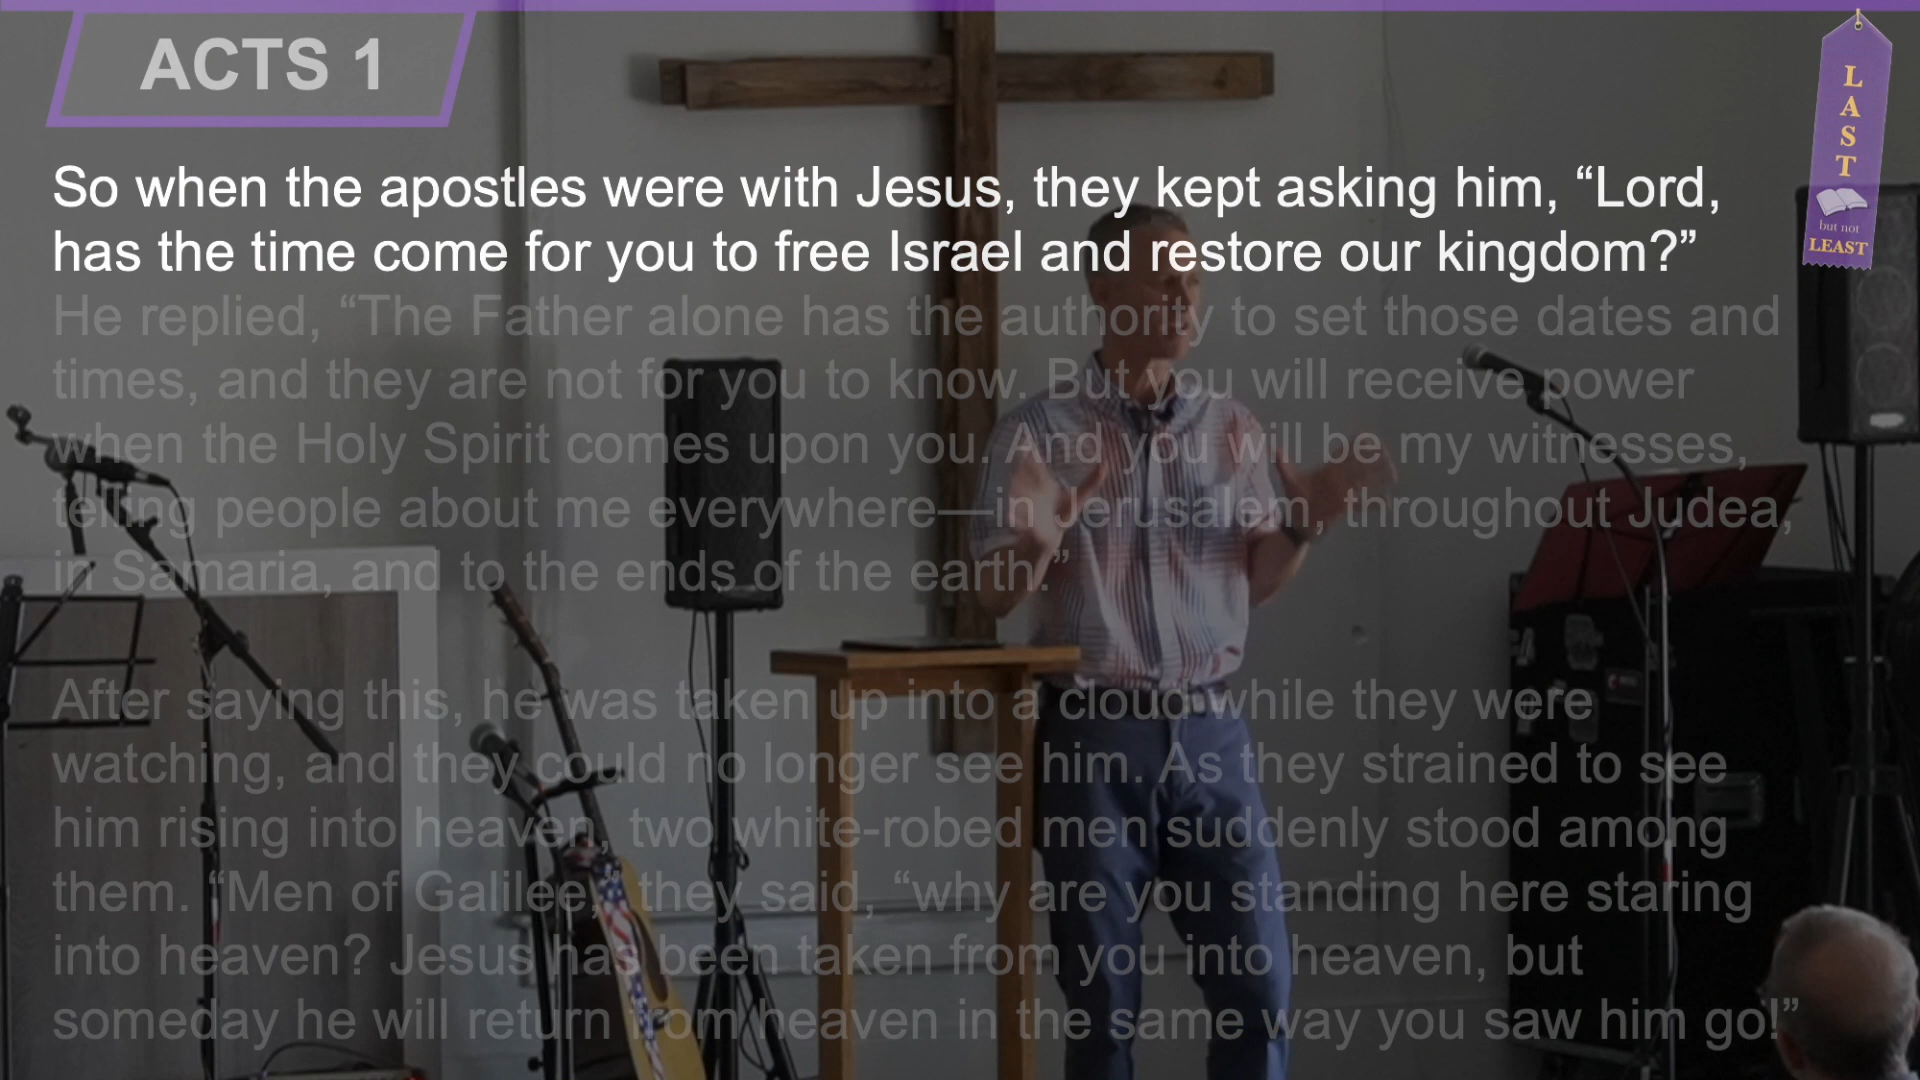 ACTS 1
So when the apostles were with Jesus, they kept asking him, “Lord,
has the time come for you to free Israel and restore our kingdom?”
He replied, “The Father alone has the authority to set those dates and
times, and they are not for you to know. But you will receive power
when the Holy Spirit comes upon you. And you will be my witnesses,
telling people about me everywhere—in Jerusalem, throughout Judea,
in Samaria, and to the ends of the earth.”
After saying this, he was taken up into a cloud while they were
watching, and they could no longer see him. As they strained to see
him rising into heaven, two white-robed men suddenly stood among
them. “Men of Galilee,” they said, “why are you standing here staring
into heaven? Jesus has been taken from you into heaven, but
someday he will return from heaven in the same way you saw him go!”
L
A
S
T
but not
LEAST